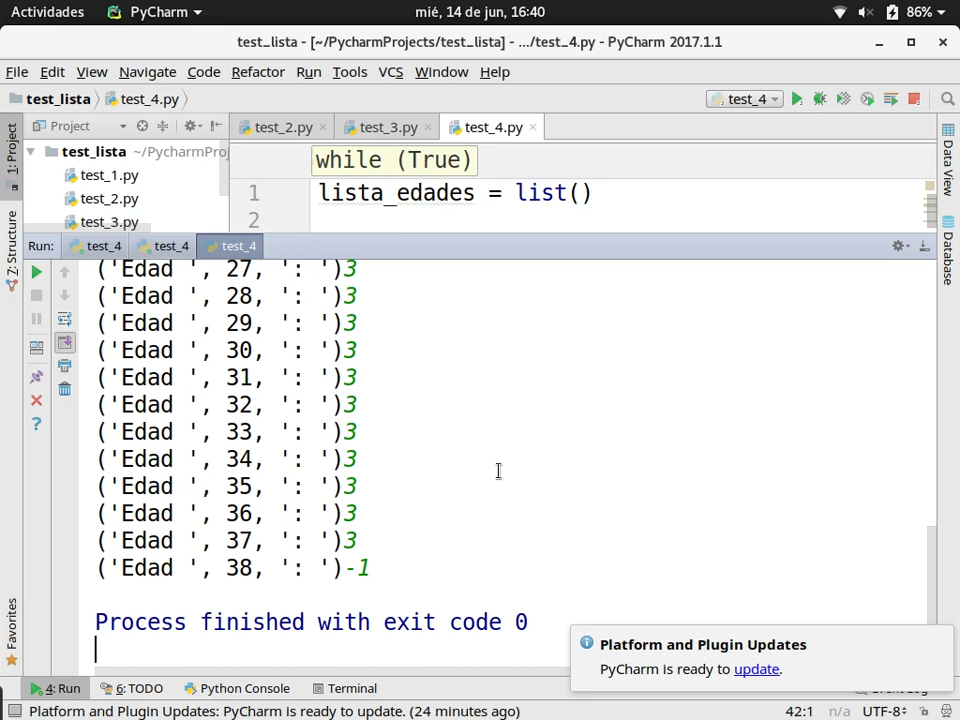 Actividades PyCharm mié, 14 de jun, 16:40 86%
test_lista - [~/PycharmProjects/test_lista] - .../test_4.py - PyCharm 2017.1.1
File Edit View Navigate Code Refactor Run Tools VCS Window Help
test_lista test_4.py test_4
Project test_2.py test_3.py test_4.py
1: Project
7: Structure
Favorites
test_lista ~/PycharmProj
test_1.py
test_2.py
test_3.py
while (True)
1 lista_edades = list()
2
Data View
Database
Run: test_4 test_4 test_4
('Edad ', 27, ': ')3
('Edad ', 28, ': ')3
('Edad ', 29, ': ')3
('Edad ', 30, ': ')3
('Edad ', 31, ': ')3
('Edad ', 32, ': ')3
('Edad ', 33, ': ')3
('Edad ', 34, ': ')3
('Edad ', 35, ': ')3
('Edad ', 36, ': ')3
('Edad ', 37, ': ')3
('Edad ', 38, ': ')-1
Process finished with exit code 0
Platform and Plugin Updates
PyCharm is ready to update.
4: Run 6: TODO Python Console Terminal
Platform and Plugin Updates: PyCharm is ready to update. (24 minutes ago) 42:1 n/a UTF-8